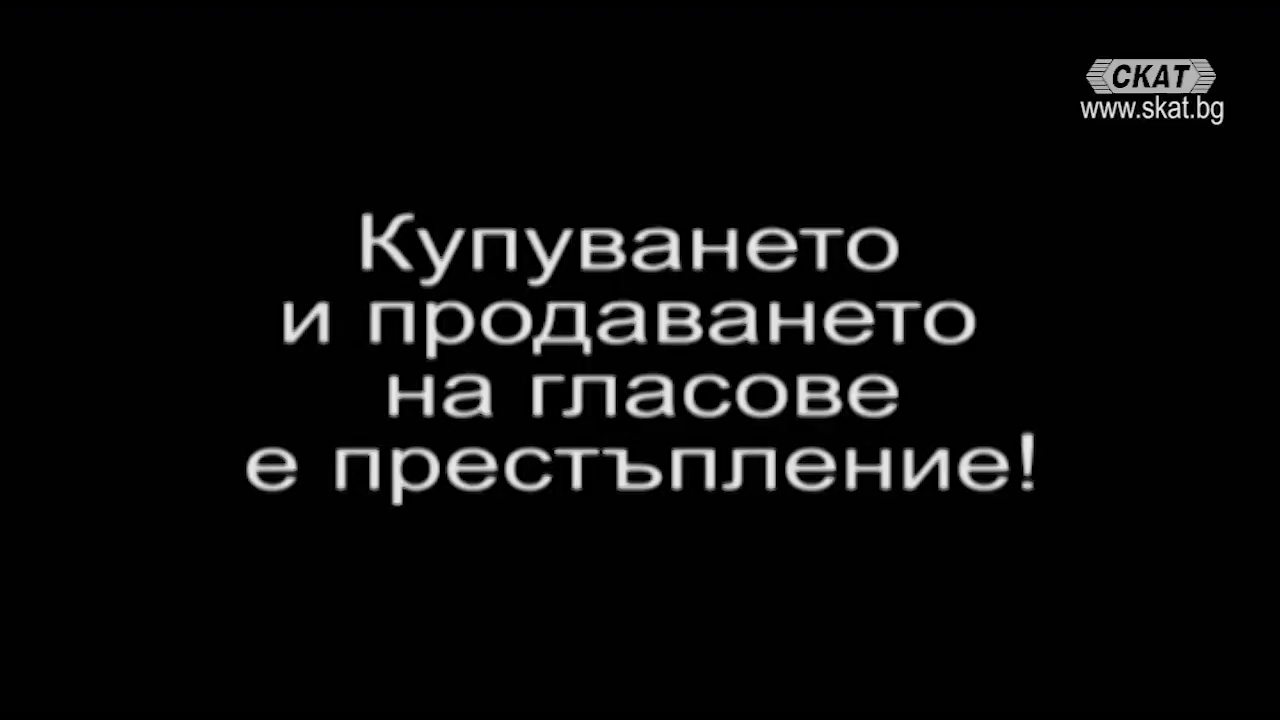 СКАТ
www.skat.bg
Купуването
и продаването
на гласове
е престъпление!